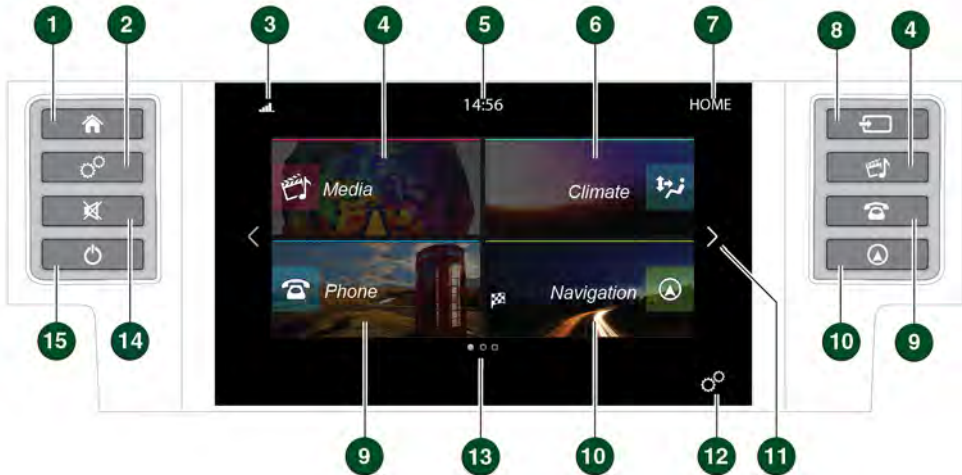 1 2 3 4 5 6 7 8 4
14:56 HOME
Media Climate
Phone Navigation
15 14 10 9
9 13 10 12 11